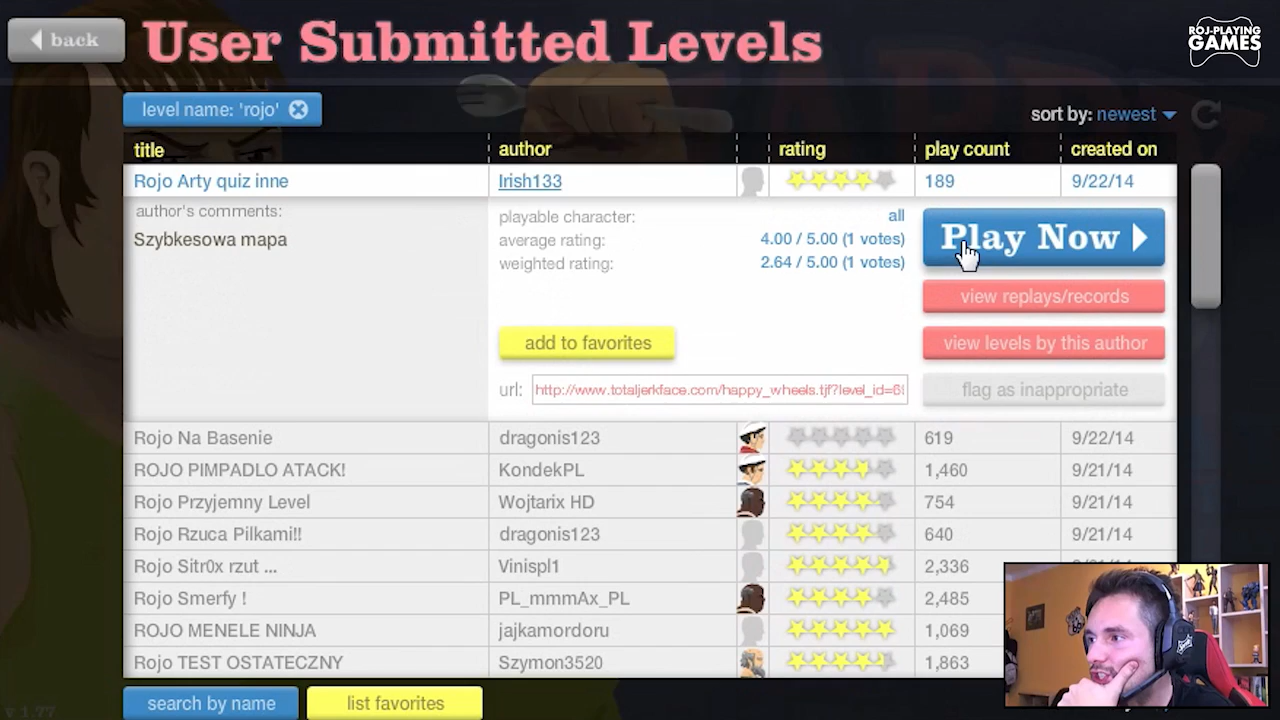 back
User Submitted Levels
ROJ-PLAYING
GAMES
level name: 'rojo'
sort by: newest
title author rating play count created on
Rojo Arty quiz inne Irish133 189 9/22/14
author's comments:
Szybkesowa mapa
playable character: all
average rating: 4.00 / 5.00 (1 votes)
weighted rating: 2.64 / 5.00 (1 votes)
Play Now
view replays/records
add to favorites
view levels by this author
url: http://www.totaljerkface.com/happy_wheels.tjf?level_id=6
flag as inappropriate
Rojo Na Basenie dragonis123 619 9/22/14
ROJO PIMPADLO ATACK! KondekPL 1,460 9/21/14
Rojo Przyjemny Level Wojtarix HD 754 9/21/14
Rojo Rzuca Pilkami!! dragonis123 640 9/21/14
Rojo Sitr0x rzut ... Vinispl1 2,336
Rojo Smerfy ! PL_mmmAx_PL 2,485
ROJO MENELE NINJA jajkamordoru 1,069
Rojo TEST OSTATECZNY Szymon3520 1,863
search by name
list favorites
v 1.77